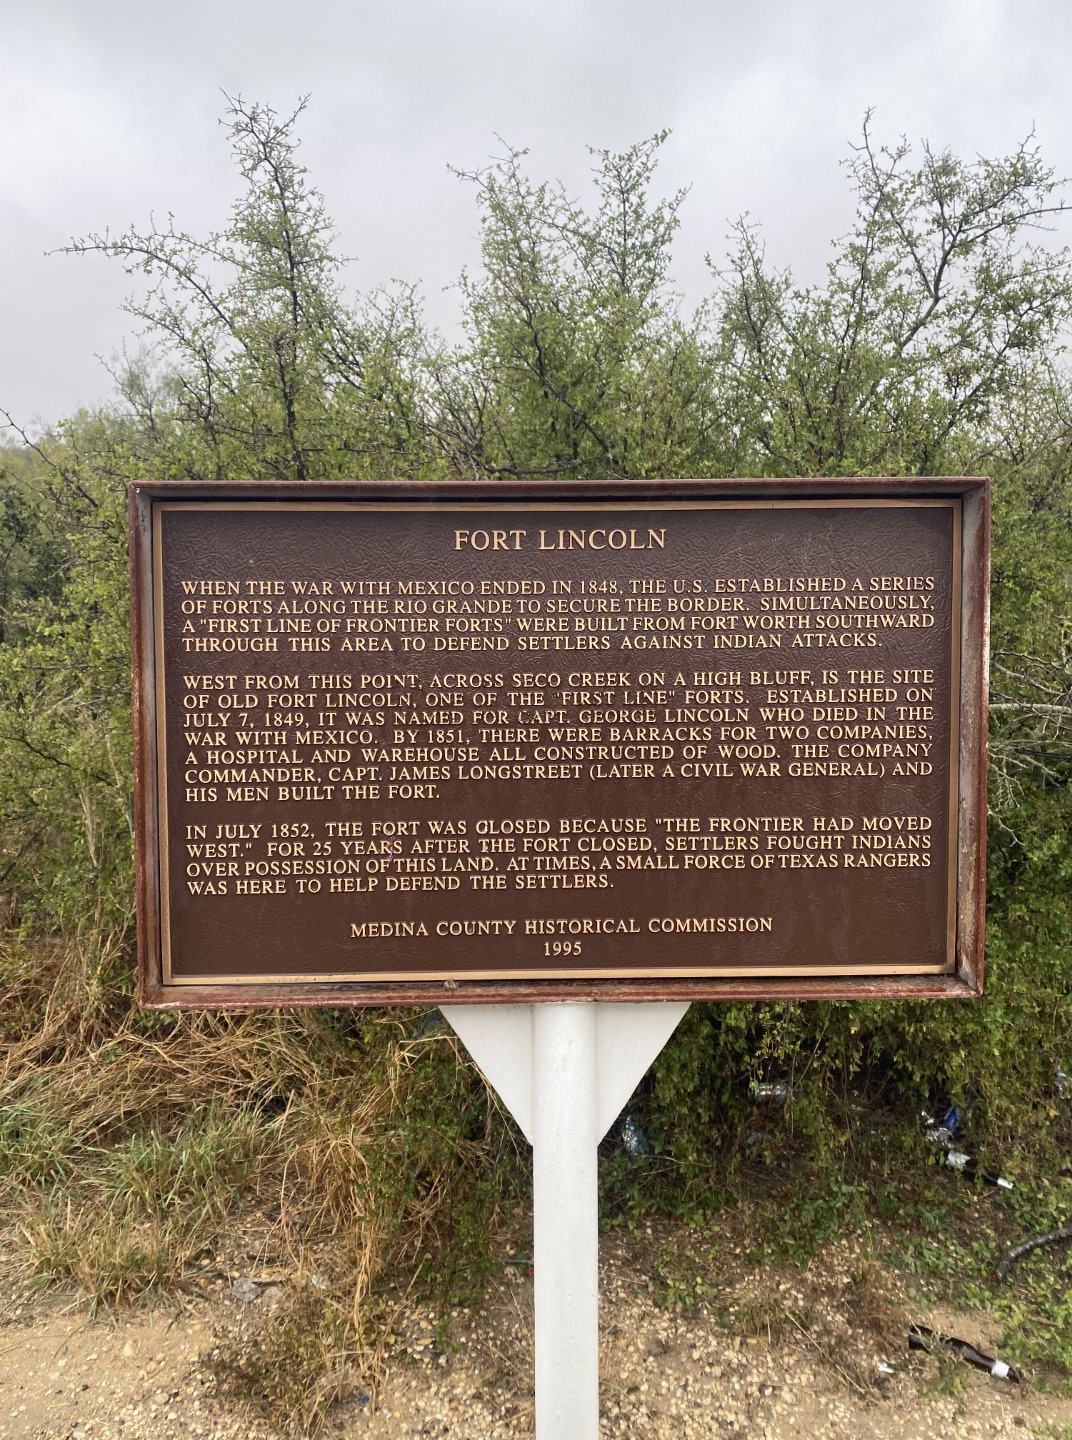 FORT LINCOLN
WHEN THE WAR WITH MEXICO ENDED IN 1848, THE U.S. ESTABLISHED A SERIES
OF FORTS ALONG THE RIO GRANDE TO SECURE THE BORDER. SIMULTANEOUSLY,
A "FIRST LINE OF FRONTIER FORTS" WERE BUILT FROM FORT WORTH SOUTHWARD
THROUGH THIS AREA TO DEFEND SETTLERS AGAINST INDIAN ATTACKS.
WEST FROM THIS POINT, ACROSS SECO CREEK ON A HIGH BLUFF, IS THE SITE
OF OLD FORT LINCOLN, ONE OF THE "FIRST LINE" FORTS. ESTABLISHED ON
JULY 7, 1849, IT WAS NAMED FOR CAPT. GEORGE LINCOLN WHO DIED IN THE
WAR WITH MEXICO. BY 1851, THERE WERE BARRACKS FOR TWO COMPANIES,
A HOSPITAL AND WAREHOUSE ALL CONSTRUCTED OF WOOD. THE COMPANY
COMMANDER, CAPT. JAMES LONGSTREET (LATER A CIVIL WAR GENERAL) AND
HIS MEN BUILT THE FORT.
IN JULY 1852, THE FORT WAS CLOSED BECAUSE "THE FRONTIER HAD MOVED
WEST." FOR 25 YEARS AFTER THE FORT CLOSED, SETTLERS FOUGHT INDIANS
OVER POSSESSION OF THIS LAND. AT TIMES, A SMALL FORCE OF TEXAS RANGERS
WAS HERE TO HELP DEFEND THE SETTLERS.
MEDINA COUNTY HISTORICAL COMMISSION
1995